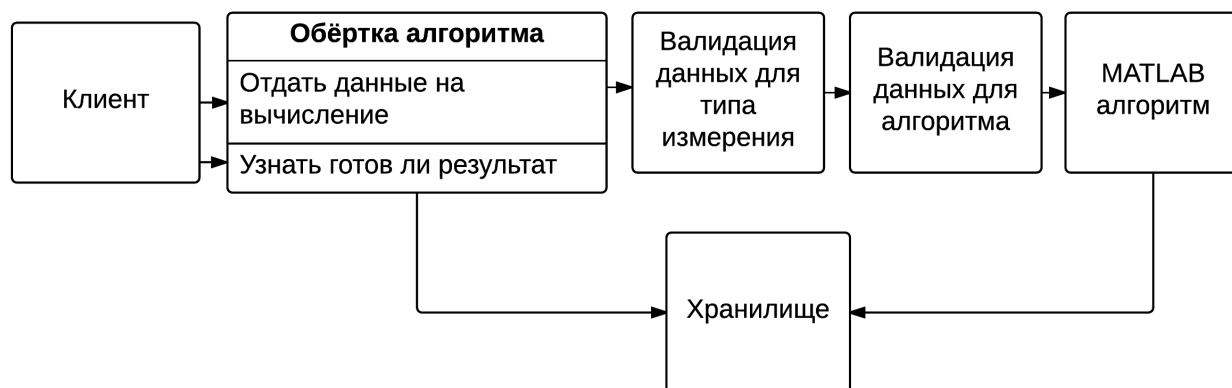 Клиент
Обёртка алгоритма
Отдать данные на
вычисление
Узнать готов ли результат
Валидация
данных для
типа
измерения
Валидация
данных для
алгоритма
MATLAB
алгоритм
Хранилище